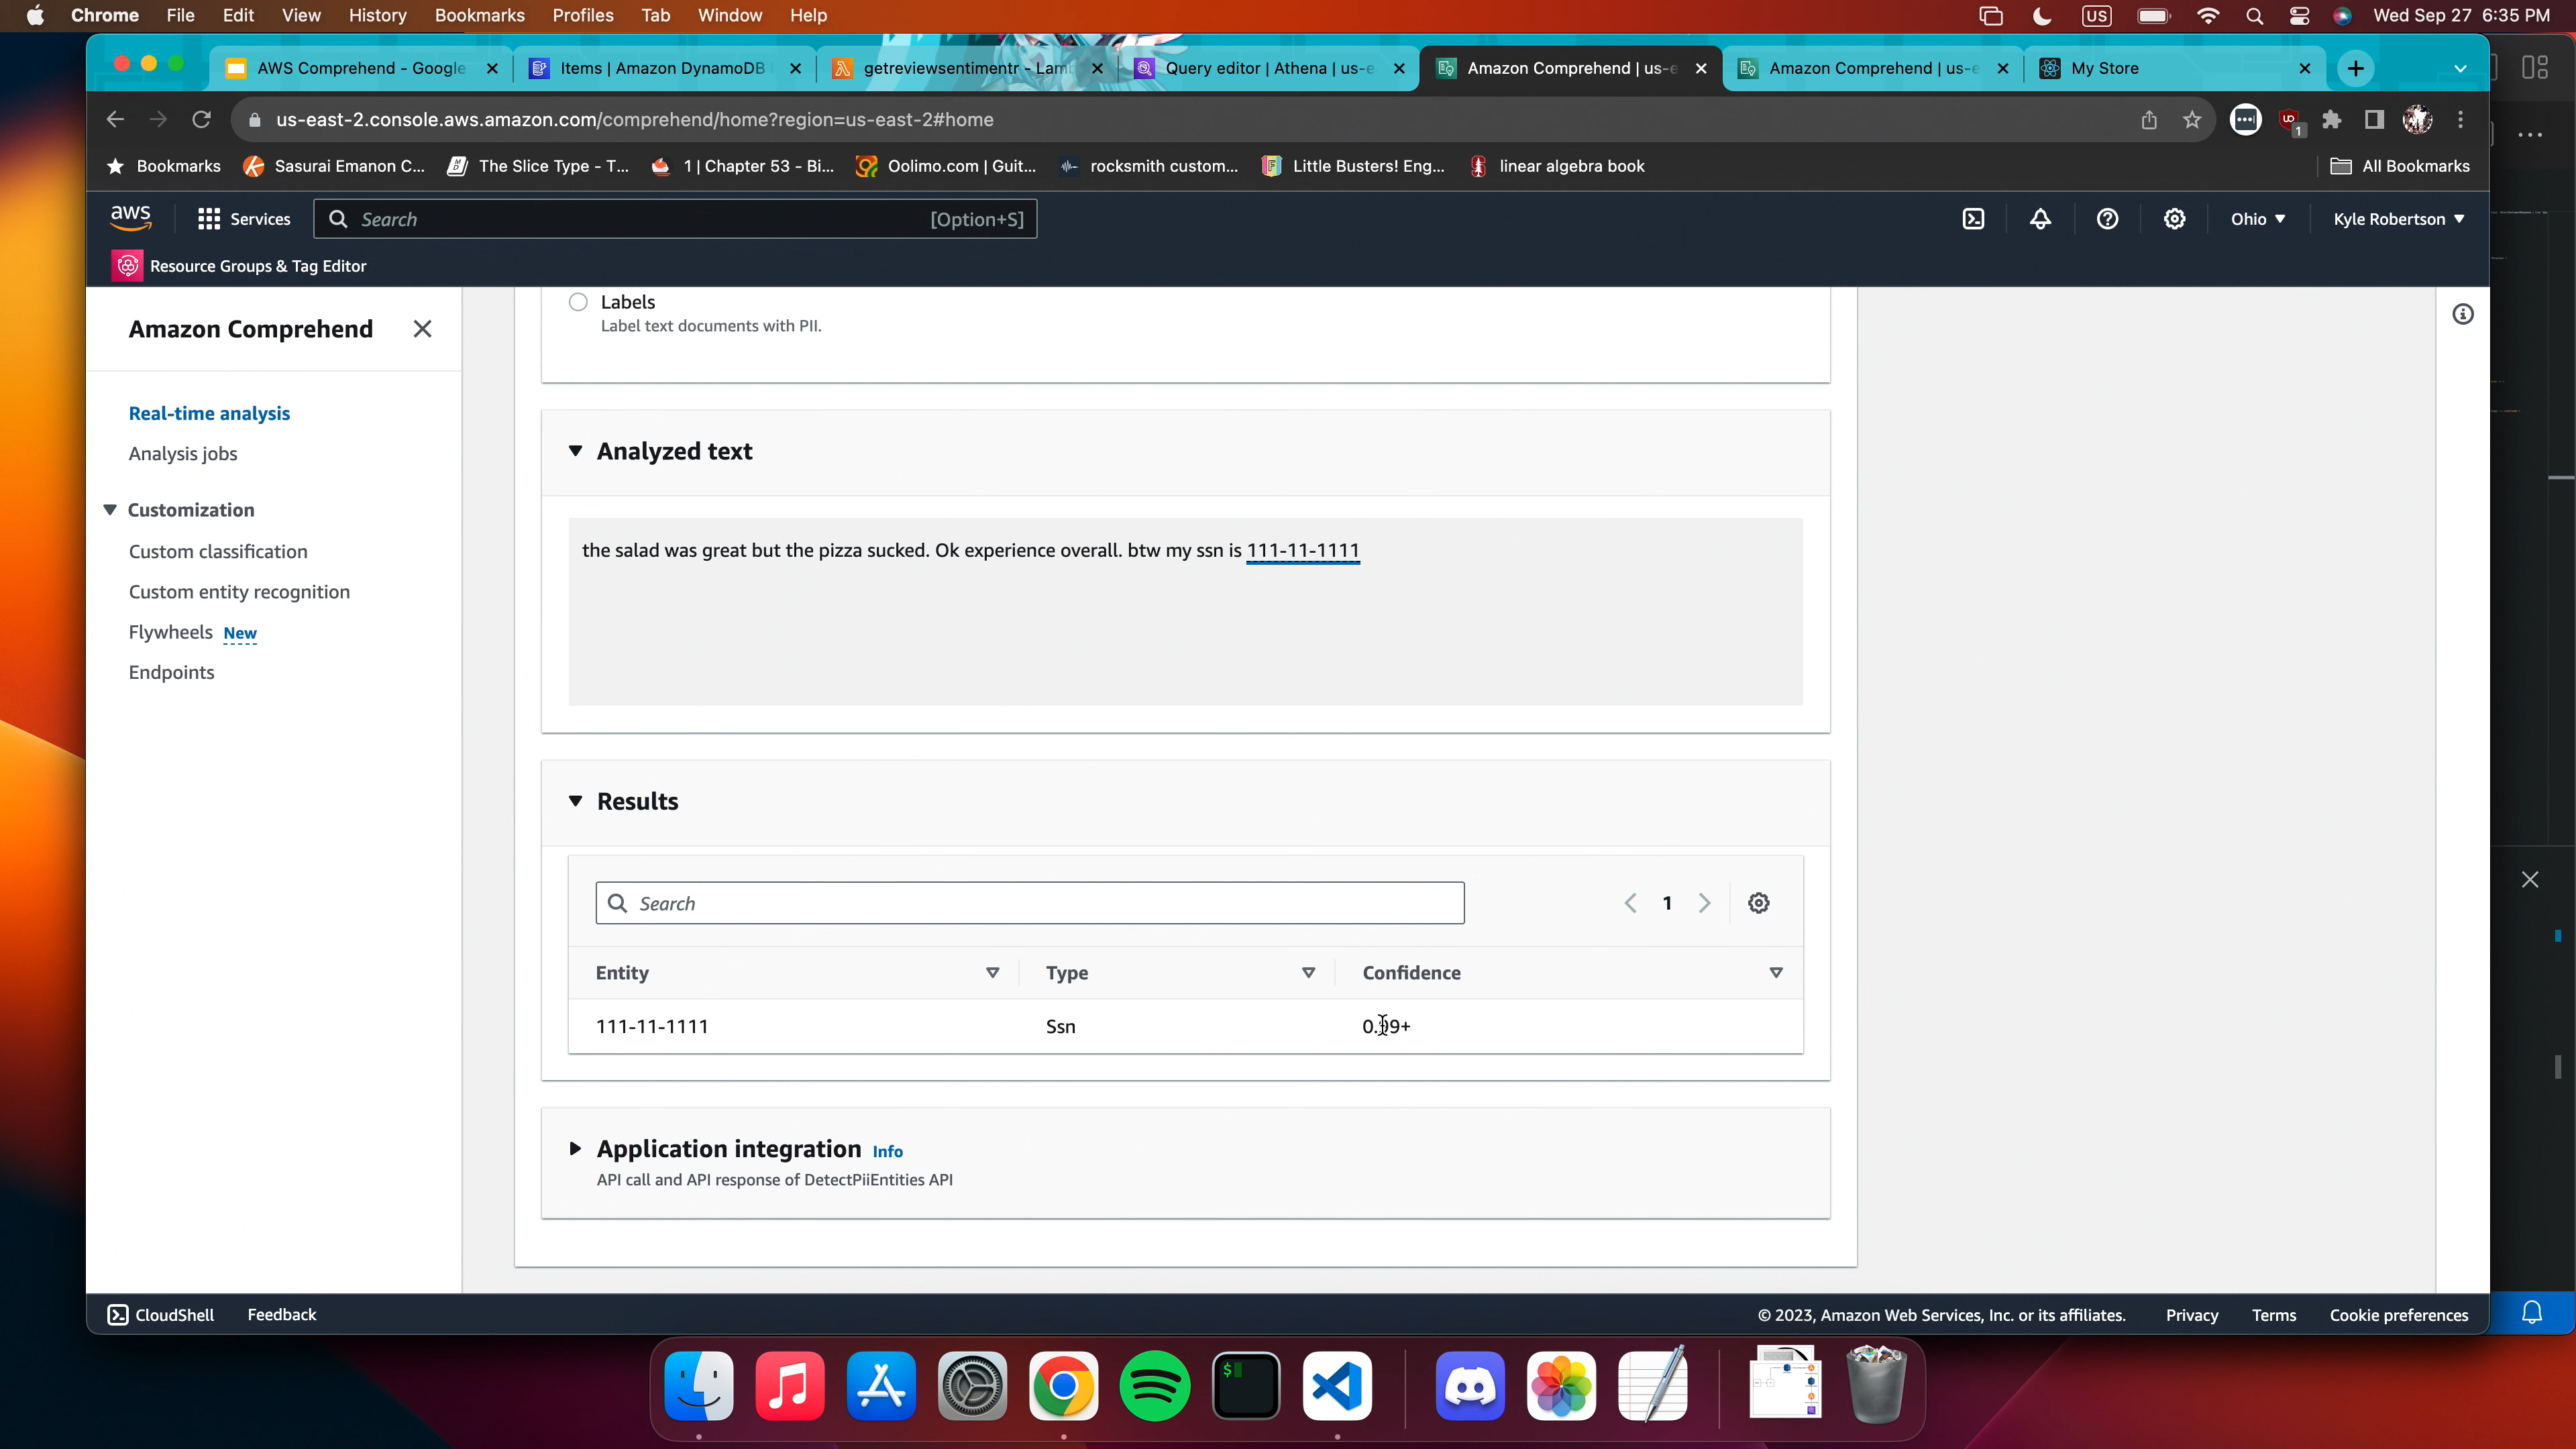 Chrome File Edit View History Bookmarks Profiles Tab Window Help US Wed Sep 27 6:35 PM
AWS Comprehend - Google Items | Amazon DynamoDB getreviewsentimentr - Lam Query editor | Athena | us-e Amazon Comprehend | us-e Amazon Comprehend | us-e My Store
us-east-2.console.aws.amazon.com/comprehend/home?region=us-east-2#home
Bookmarks Sasurai Emanon C... The Slice Type - T... 1 | Chapter 53 - Bi... Oolimo.com | Guit... rocksmith custom... Little Busters! Eng... linear algebra book All Bookmarks
aws Services Search [Option+S] Ohio Kyle Robertson
Resource Groups & Tag Editor
Amazon Comprehend
Real-time analysis
Analysis jobs
Customization
Custom classification
Custom entity recognition
Flywheels New
Endpoints
Labels
Label text documents with PII.
Analyzed text
the salad was great but the pizza sucked. Ok experience overall. btw my ssn is 111-11-1111
Results
Search 1
Entity Type Confidence
111-11-1111 Ssn 0.99+
Application integration Info
API call and API response of DetectPiiEntities API
CloudShell Feedback © 2023, Amazon Web Services, Inc. or its affiliates. Privacy Terms Cookie preferences